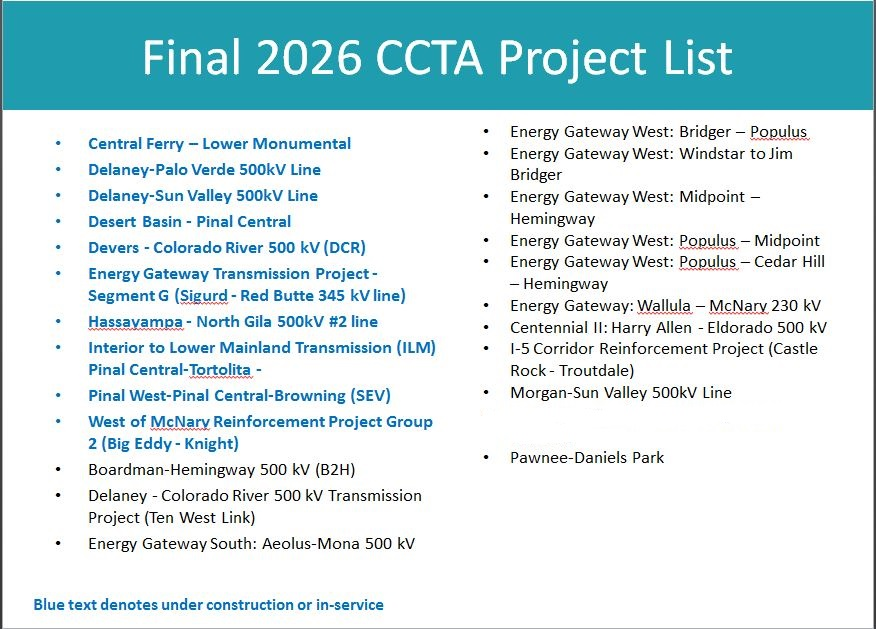 Final 2026 CCTA Project List
• Central Ferry – Lower Monumental
• Delaney-Palo Verde 500kV Line
• Delaney-Sun Valley 500kV Line
• Desert Basin - Pinal Central
• Devers - Colorado River 500 kV (DCR)
• Energy Gateway Transmission Project -
Segment G (Sigurd - Red Butte 345 kV line)
• Hassayampa - North Gila 500kV #2 line
• Interior to Lower Mainland Transmission (ILM)
Pinal Central-Tortolita -
• Pinal West-Pinal Central-Browning (SEV)
• West of McNary Reinforcement Project Group
2 (Big Eddy - Knight)
• Boardman-Hemingway 500 kV (B2H)
• Delaney - Colorado River 500 kV Transmission
Project (Ten West Link)
• Energy Gateway South: Aeolus-Mona 500 kV
• Energy Gateway West: Bridger – Populus
• Energy Gateway West: Windstar to Jim
Bridger
• Energy Gateway West: Midpoint –
Hemingway
• Energy Gateway West: Populus – Midpoint
• Energy Gateway West: Populus – Cedar Hill
– Hemingway
• Energy Gateway: Wallula – McNary 230 kV
• Centennial II: Harry Allen - Eldorado 500 kV
• I-5 Corridor Reinforcement Project (Castle
Rock - Troutdale)
• Morgan-Sun Valley 500kV Line
• Pawnee-Daniels Park
Blue text denotes under construction or in-service